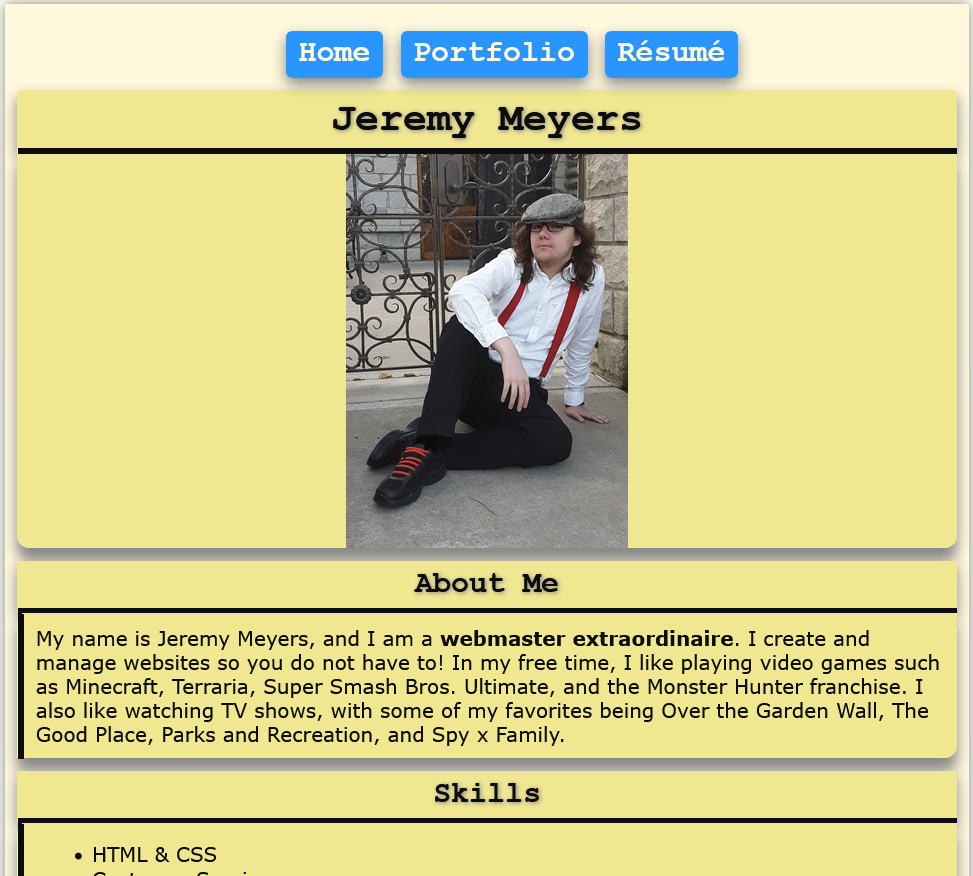 Home Portfolio Résumé
Jeremy Meyers
About Me
My name is Jeremy Meyers, and I am a webmaster extraordinaire. I create and
manage websites so you do not have to! In my free time, I like playing video games such
as Minecraft, Terraria, Super Smash Bros. Ultimate, and the Monster Hunter franchise. I
also like watching TV shows, with some of my favorites being Over the Garden Wall, The
Good Place, Parks and Recreation, and Spy x Family.
Skills
• HTML & CSS